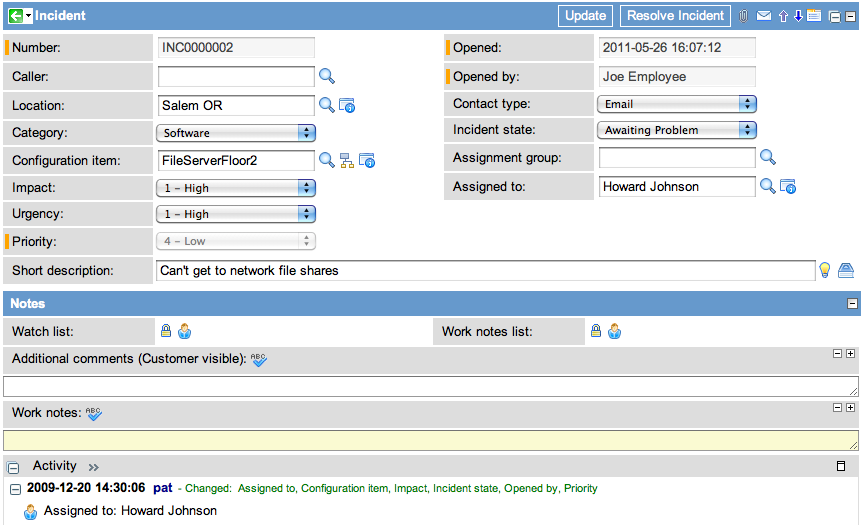 Incident Update Resolve Incident
Number: INC0000002 Opened: 2011-05-26 16:07:12
Caller: Opened by: Joe Employee
Location: Salem OR Contact type: Email
Category: Software Incident state: Awaiting Problem
Configuration item: FileServerFloor2 Assignment group:
Impact: 1 - High Assigned to: Howard Johnson
Urgency: 1 - High
Priority: 4 - Low
Short description: Can't get to network file shares
Notes
Watch list: Work notes list:
Additional comments (Customer visible): ABC
Work notes: ABC
Activity
2009-12-20 14:30:06 pat - Changed: Assigned to, Configuration item, Impact, Incident state, Opened by, Priority
Assigned to: Howard Johnson